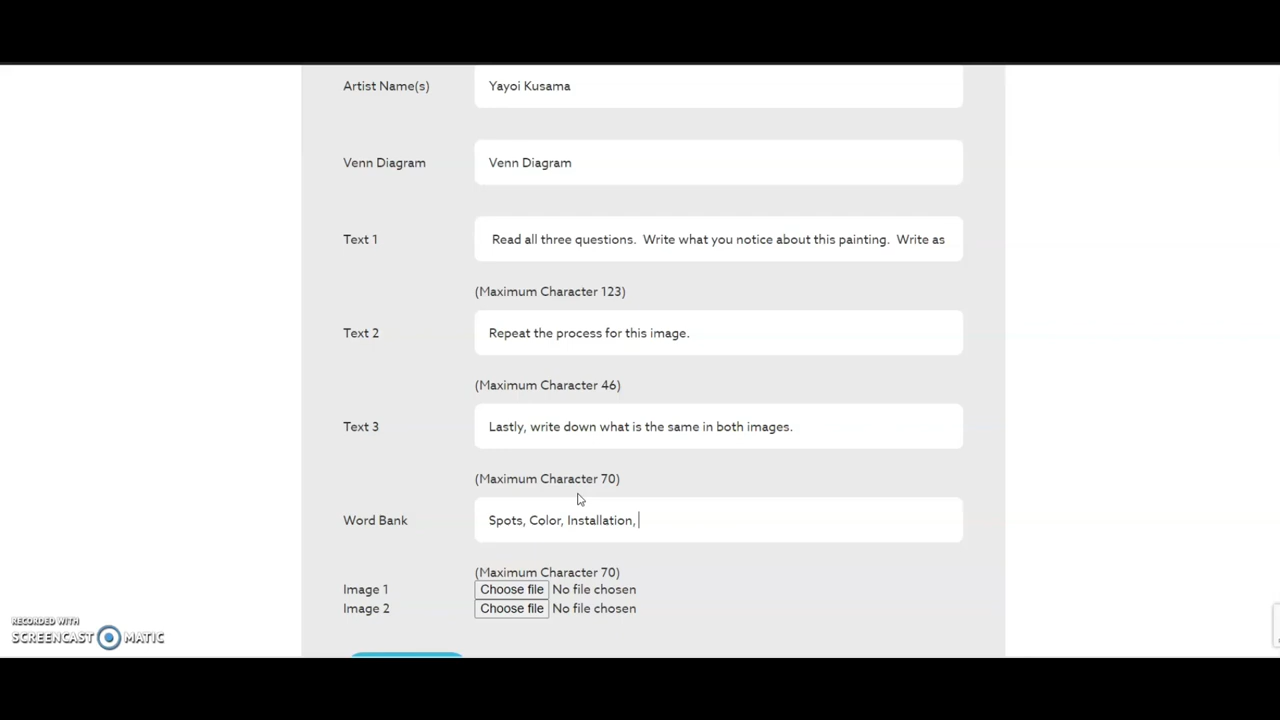 Artist Name(s) Yayoi Kusama
Venn Diagram Venn Diagram
Text 1 Read all three questions.  Write what you notice about this painting.  Write as
(Maximum Character 123)
Text 2 Repeat the process for this image.
(Maximum Character 46)
Text 3 Lastly, write down what is the same in both images.
(Maximum Character 70)
Word Bank Spots, Color, Installation,
(Maximum Character 70)
Image 1 Choose file No file chosen
Image 2 Choose file No file chosen
RECORDED WITH
SCREENCAST MATIC